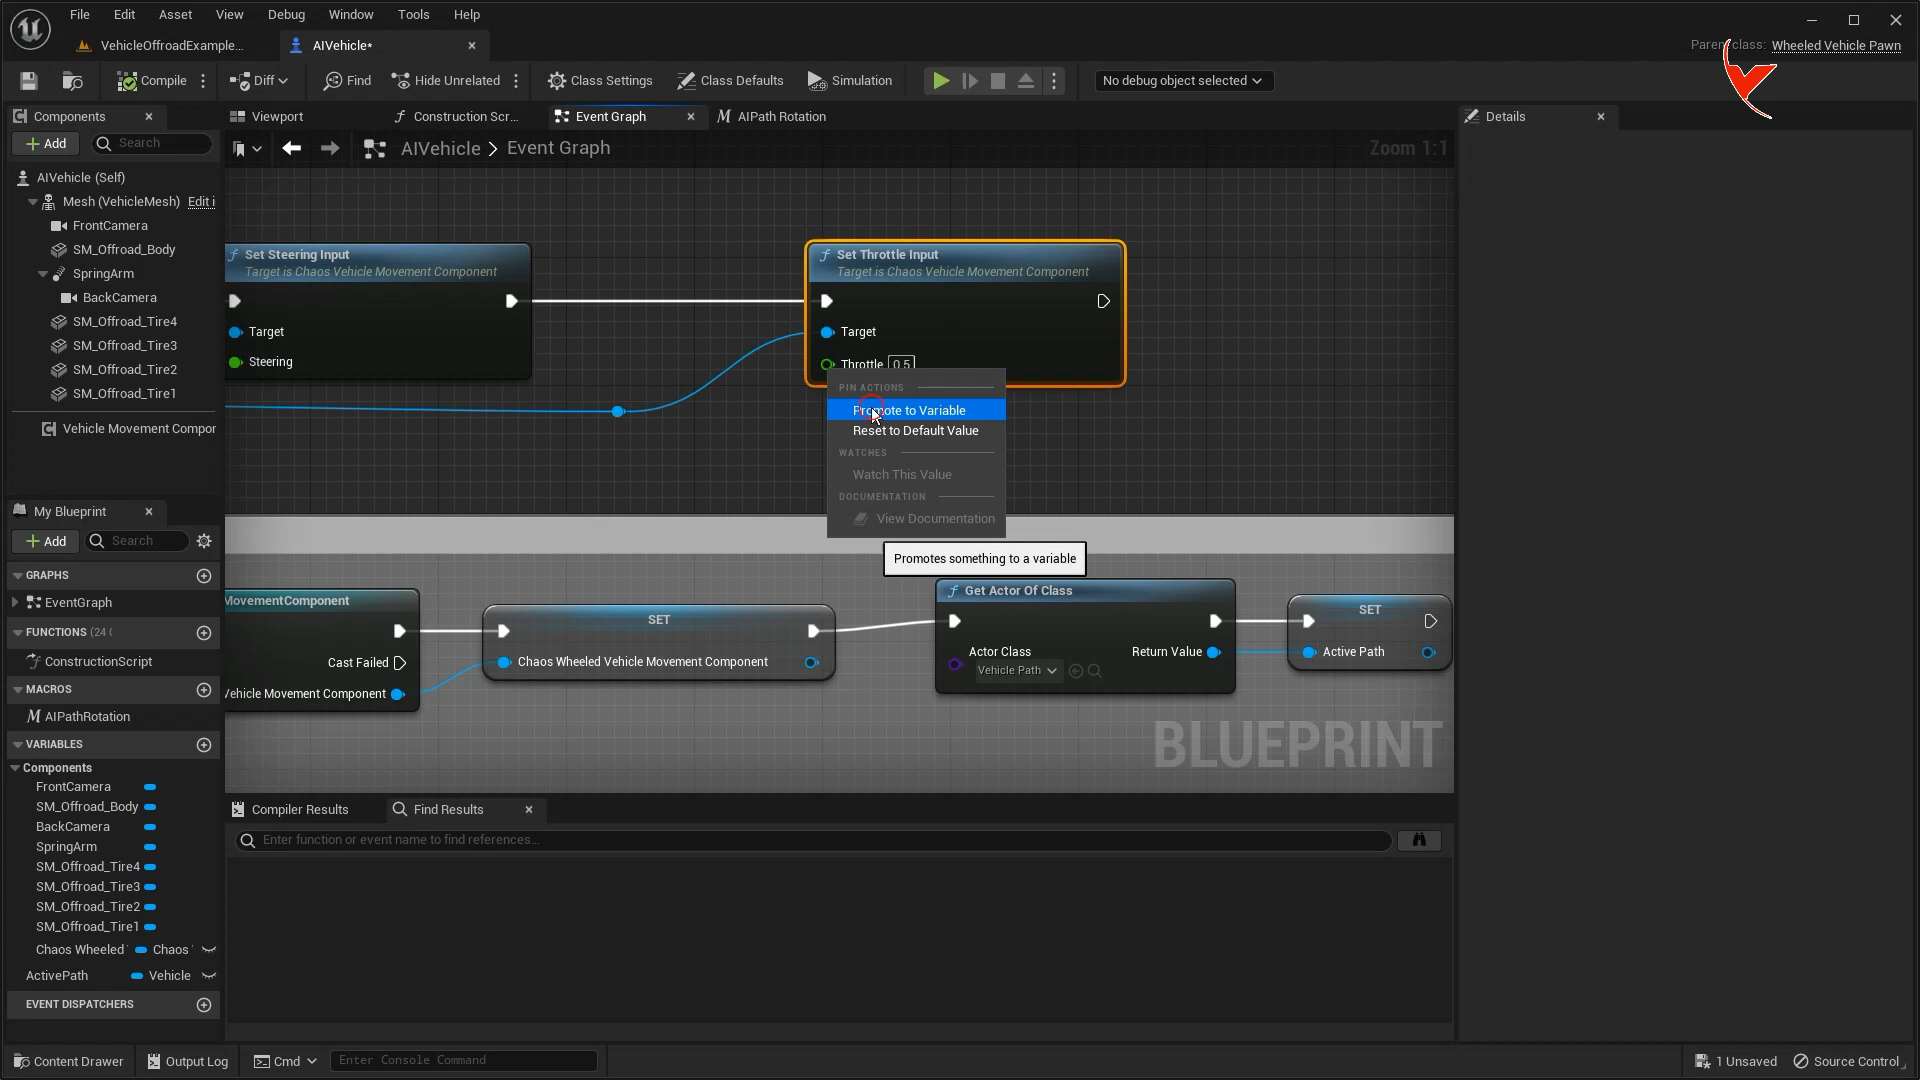 File Edit Asset View Debug Window Tools Help
VehicleOffroadExample...
AIVehicle*
Parent class: Wheeled Vehicle Pawn
Compile
Diff
Find
Hide Unrelated
Class Settings
Class Defaults
Simulation
No debug object selected
Components
Viewport
Construction Scr...
Event Graph
AIPath Rotation
Details
+ Add
Search
AIVehicle > Event Graph
Zoom 1:1
AIVehicle (Self)
Mesh (VehicleMesh) Edit i
FrontCamera
SM_Offroad_Body
SpringArm
BackCamera
SM_Offroad_Tire4
SM_Offroad_Tire3
SM_Offroad_Tire2
SM_Offroad_Tire1
Vehicle Movement Compor
Set Steering Input
Target is Chaos Vehicle Movement Component
Target
Steering
Set Throttle Input
Target is Chaos Vehicle Movement Component
Target
Throttle 0.5
PIN ACTIONS
Promote to Variable
Reset to Default Value
WATCHES
Watch This Value
DOCUMENTATION
View Documentation
Promotes something to a variable
My Blueprint
+ Add
Search
GRAPHS
EventGraph
FUNCTIONS (24
ConstructionScript
MACROS
AIPathRotation
VARIABLES
Components
FrontCamera
SM_Offroad_Body
BackCamera
SpringArm
SM_Offroad_Tire4
SM_Offroad_Tire3
SM_Offroad_Tire2
SM_Offroad_Tire1
Chaos Wheeled Chaos
ActivePath Vehicle
EVENT DISPATCHERS
MovementComponent
Cast Failed
Vehicle Movement Component
SET
Chaos Wheeled Vehicle Movement Component
Get Actor Of Class
Actor Class
Vehicle Path
Return Value
SET
Active Path
BLUEPRINT
Compiler Results
Find Results
Enter function or event name to find references...
Content Drawer
Output Log
Cmd
Enter Console Command
1 Unsaved
Source Control